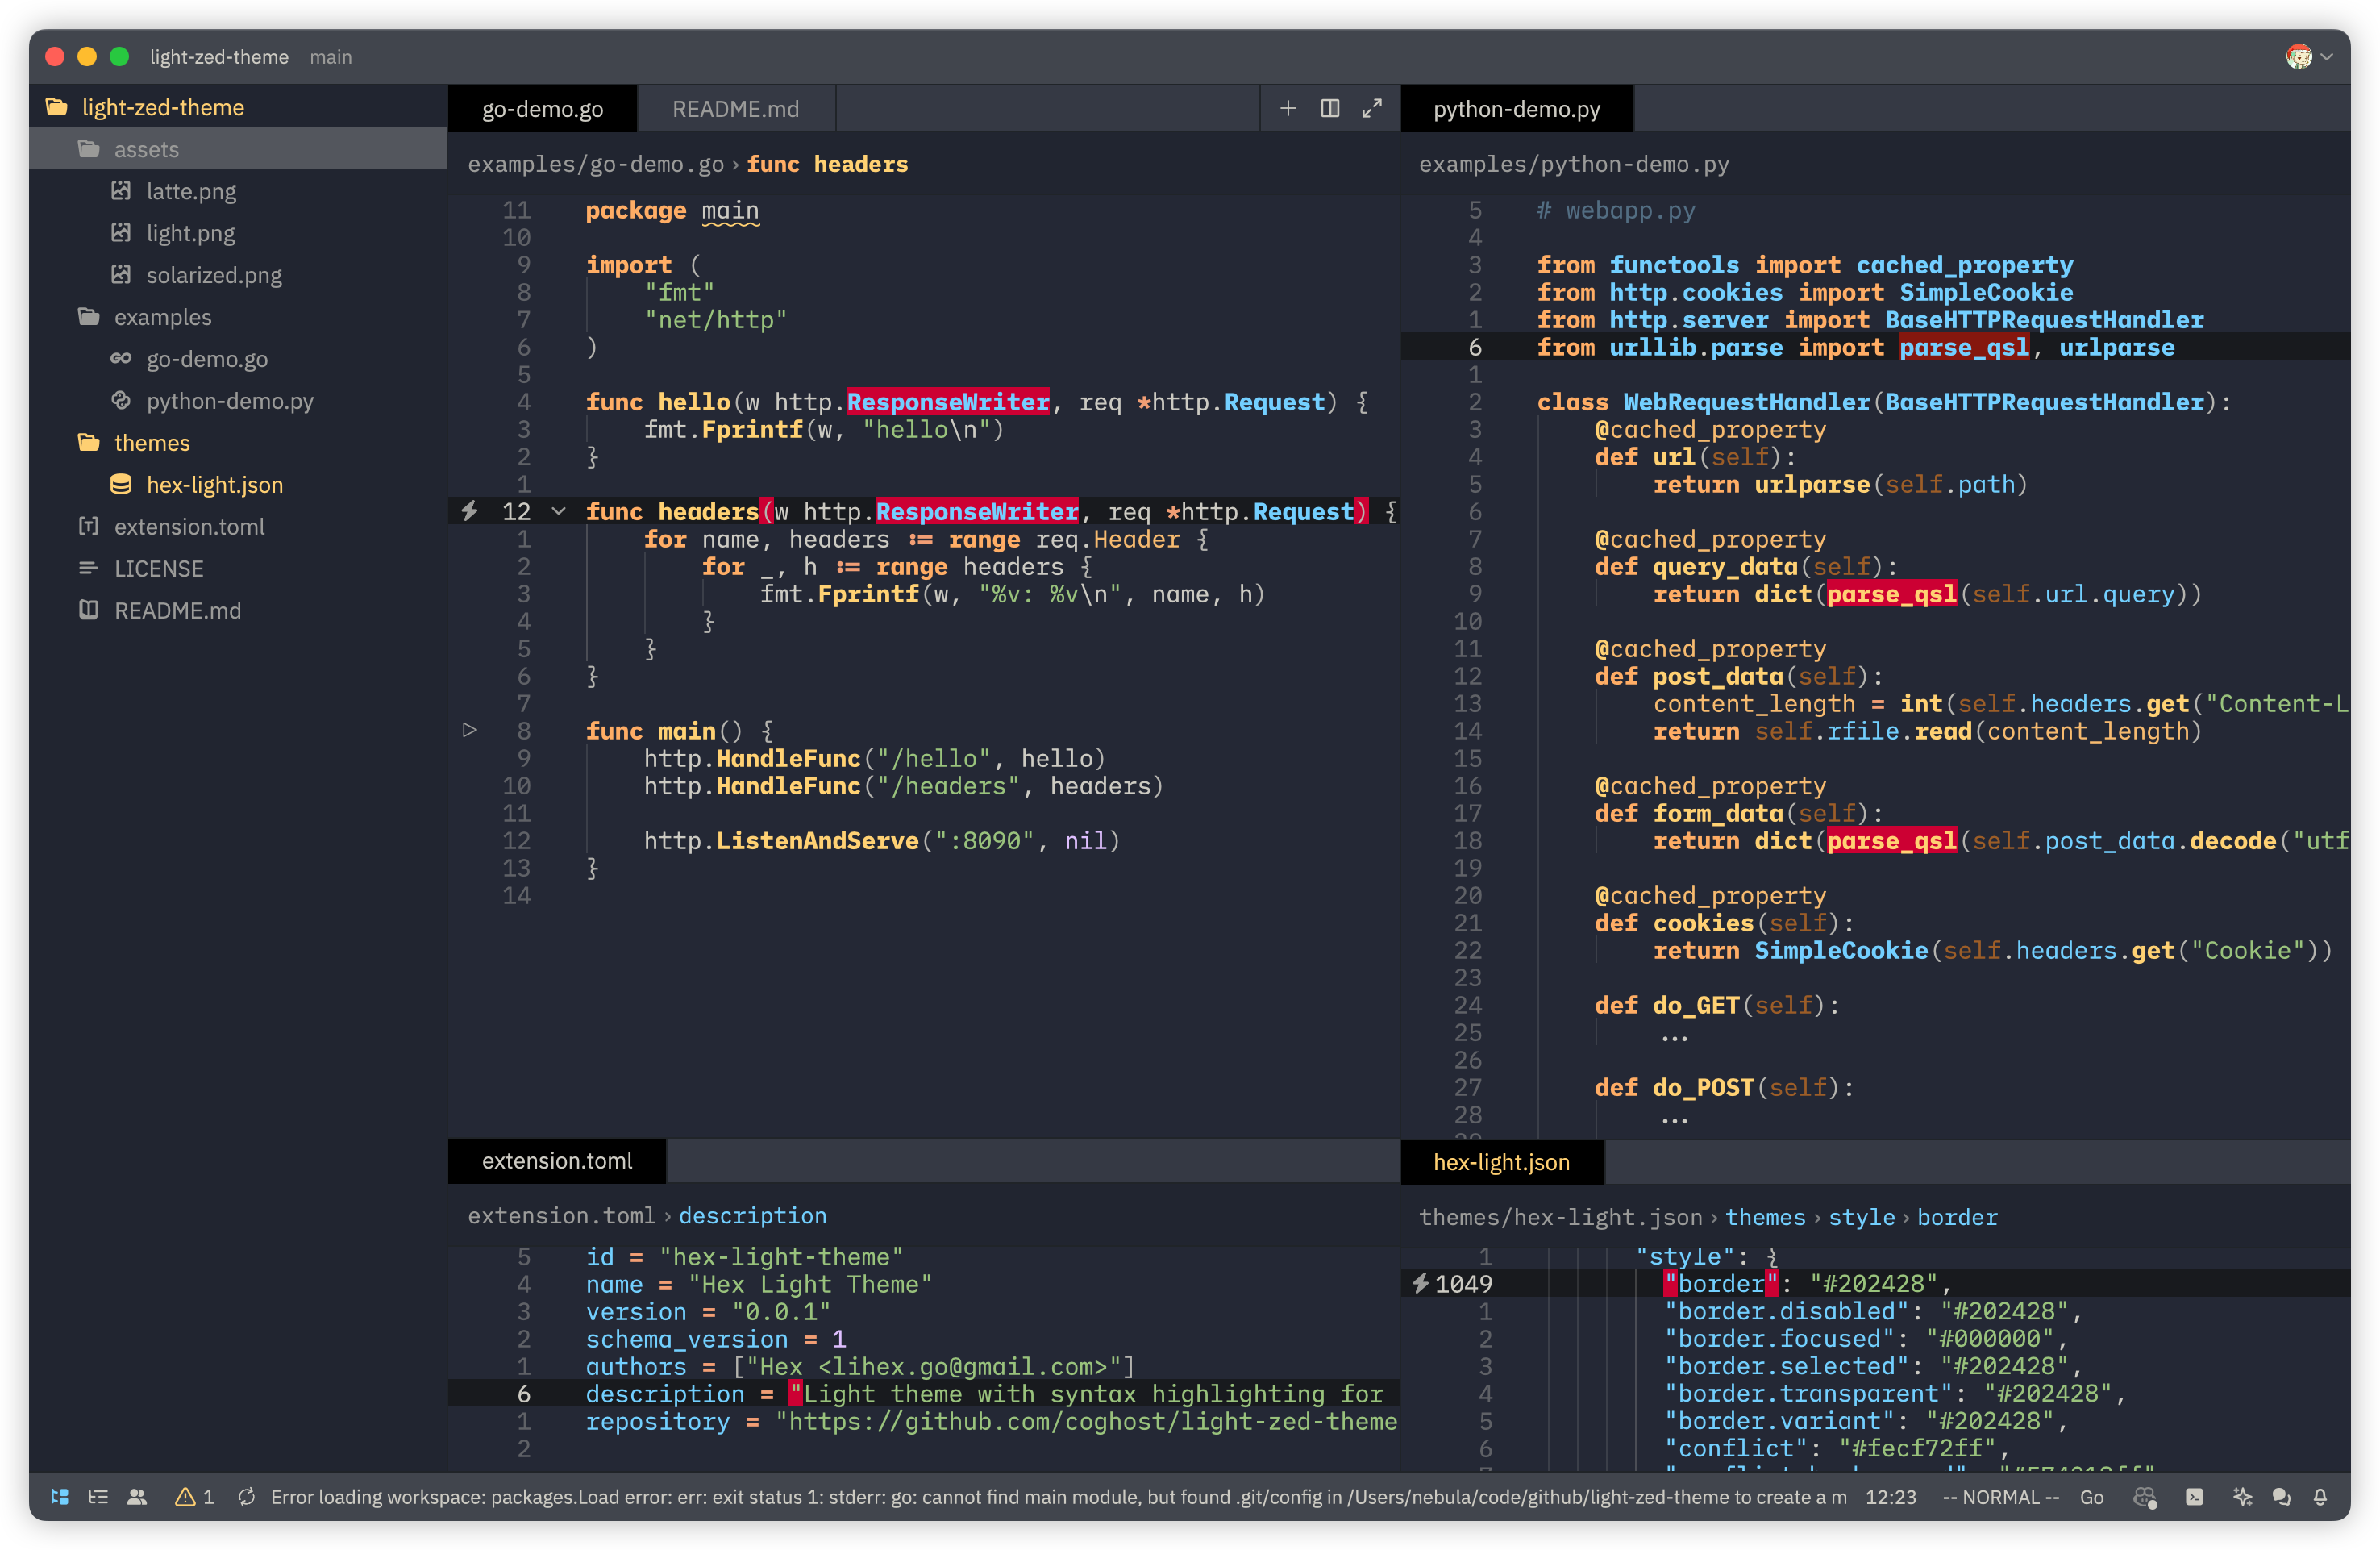 light-zed-theme main
light-zed-theme
assets
latte.png
light.png
solarized.png
examples
go-demo.go
python-demo.py
themes
hex-light.json
extension.toml
LICENSE
README.md
go-demo.go README.md
examples/go-demo.go › func headers
11 package main
10
9 import (
8 "fmt"
7 "net/http"
6 )
5
4 func hello(w http.ResponseWriter, req *http.Request) {
3 fmt.Fprintf(w, "hello\n")
2 }
1
12 func headers(w http.ResponseWriter, req *http.Request) {
1 for name, headers := range req.Header {
2 for _, h := range headers {
3 fmt.Fprintf(w, "%v: %v\n", name, h)
4 }
5 }
6 }
7
8 func main() {
9 http.HandleFunc("/hello", hello)
10 http.HandleFunc("/headers", headers)
11
12 http.ListenAndServe(":8090", nil)
13 }
14
python-demo.py
examples/python-demo.py
5 # webapp.py
4
3 from functools import cached_property
2 from http.cookies import SimpleCookie
1 from http.server import BaseHTTPRequestHandler
6 from urllib.parse import parse_qsl, urlparse
1
2 class WebRequestHandler(BaseHTTPRequestHandler):
3 @cached_property
4 def url(self):
5 return urlparse(self.path)
6
7 @cached_property
8 def query_data(self):
9 return dict(parse_qsl(self.url.query))
10
11 @cached_property
12 def post_data(self):
13 content_length = int(self.headers.get("Content-L
14 return self.rfile.read(content_length)
15
16 @cached_property
17 def form_data(self):
18 return dict(parse_qsl(self.post_data.decode("utf
19
20 @cached_property
21 def cookies(self):
22 return SimpleCookie(self.headers.get("Cookie"))
23
24 def do_GET(self):
25 ...
26
27 def do_POST(self):
28 ...
extension.toml
extension.toml › description
5 id = "hex-light-theme"
4 name = "Hex Light Theme"
3 version = "0.0.1"
2 schema_version = 1
1 authors = ["Hex <lihex.go@gmail.com>"]
6 description = "Light theme with syntax highlighting for
1 repository = "https://github.com/coghost/light-zed-theme
2
hex-light.json
themes/hex-light.json › themes › style › border
1 "style": {
1049 "border": "#202428",
1 "border.disabled": "#202428",
2 "border.focused": "#000000",
3 "border.selected": "#202428",
4 "border.transparent": "#202428",
5 "border.variant": "#202428",
6 "conflict": "#fecf72ff",
1 Error loading workspace: packages.Load error: err: exit status 1: stderr: go: cannot find main module, but found .git/config in /Users/nebula/code/github/light-zed-theme to create a m 12:23 -- NORMAL -- Go